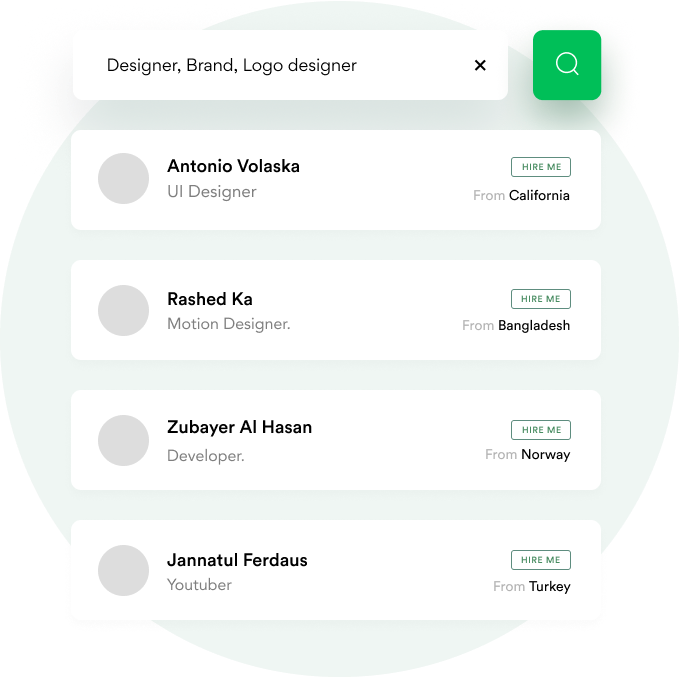 Designer, Brand, Logo designer
Antonio Volaska
HIRE ME
UI Designer
From California
Rashed Ka
HIRE ME
Motion Designer.
From Bangladesh
Zubayer Al Hasan
HIRE ME
Developer.
From Norway
Jannatul Ferdaus
HIRE ME
Youtuber
From Turkey